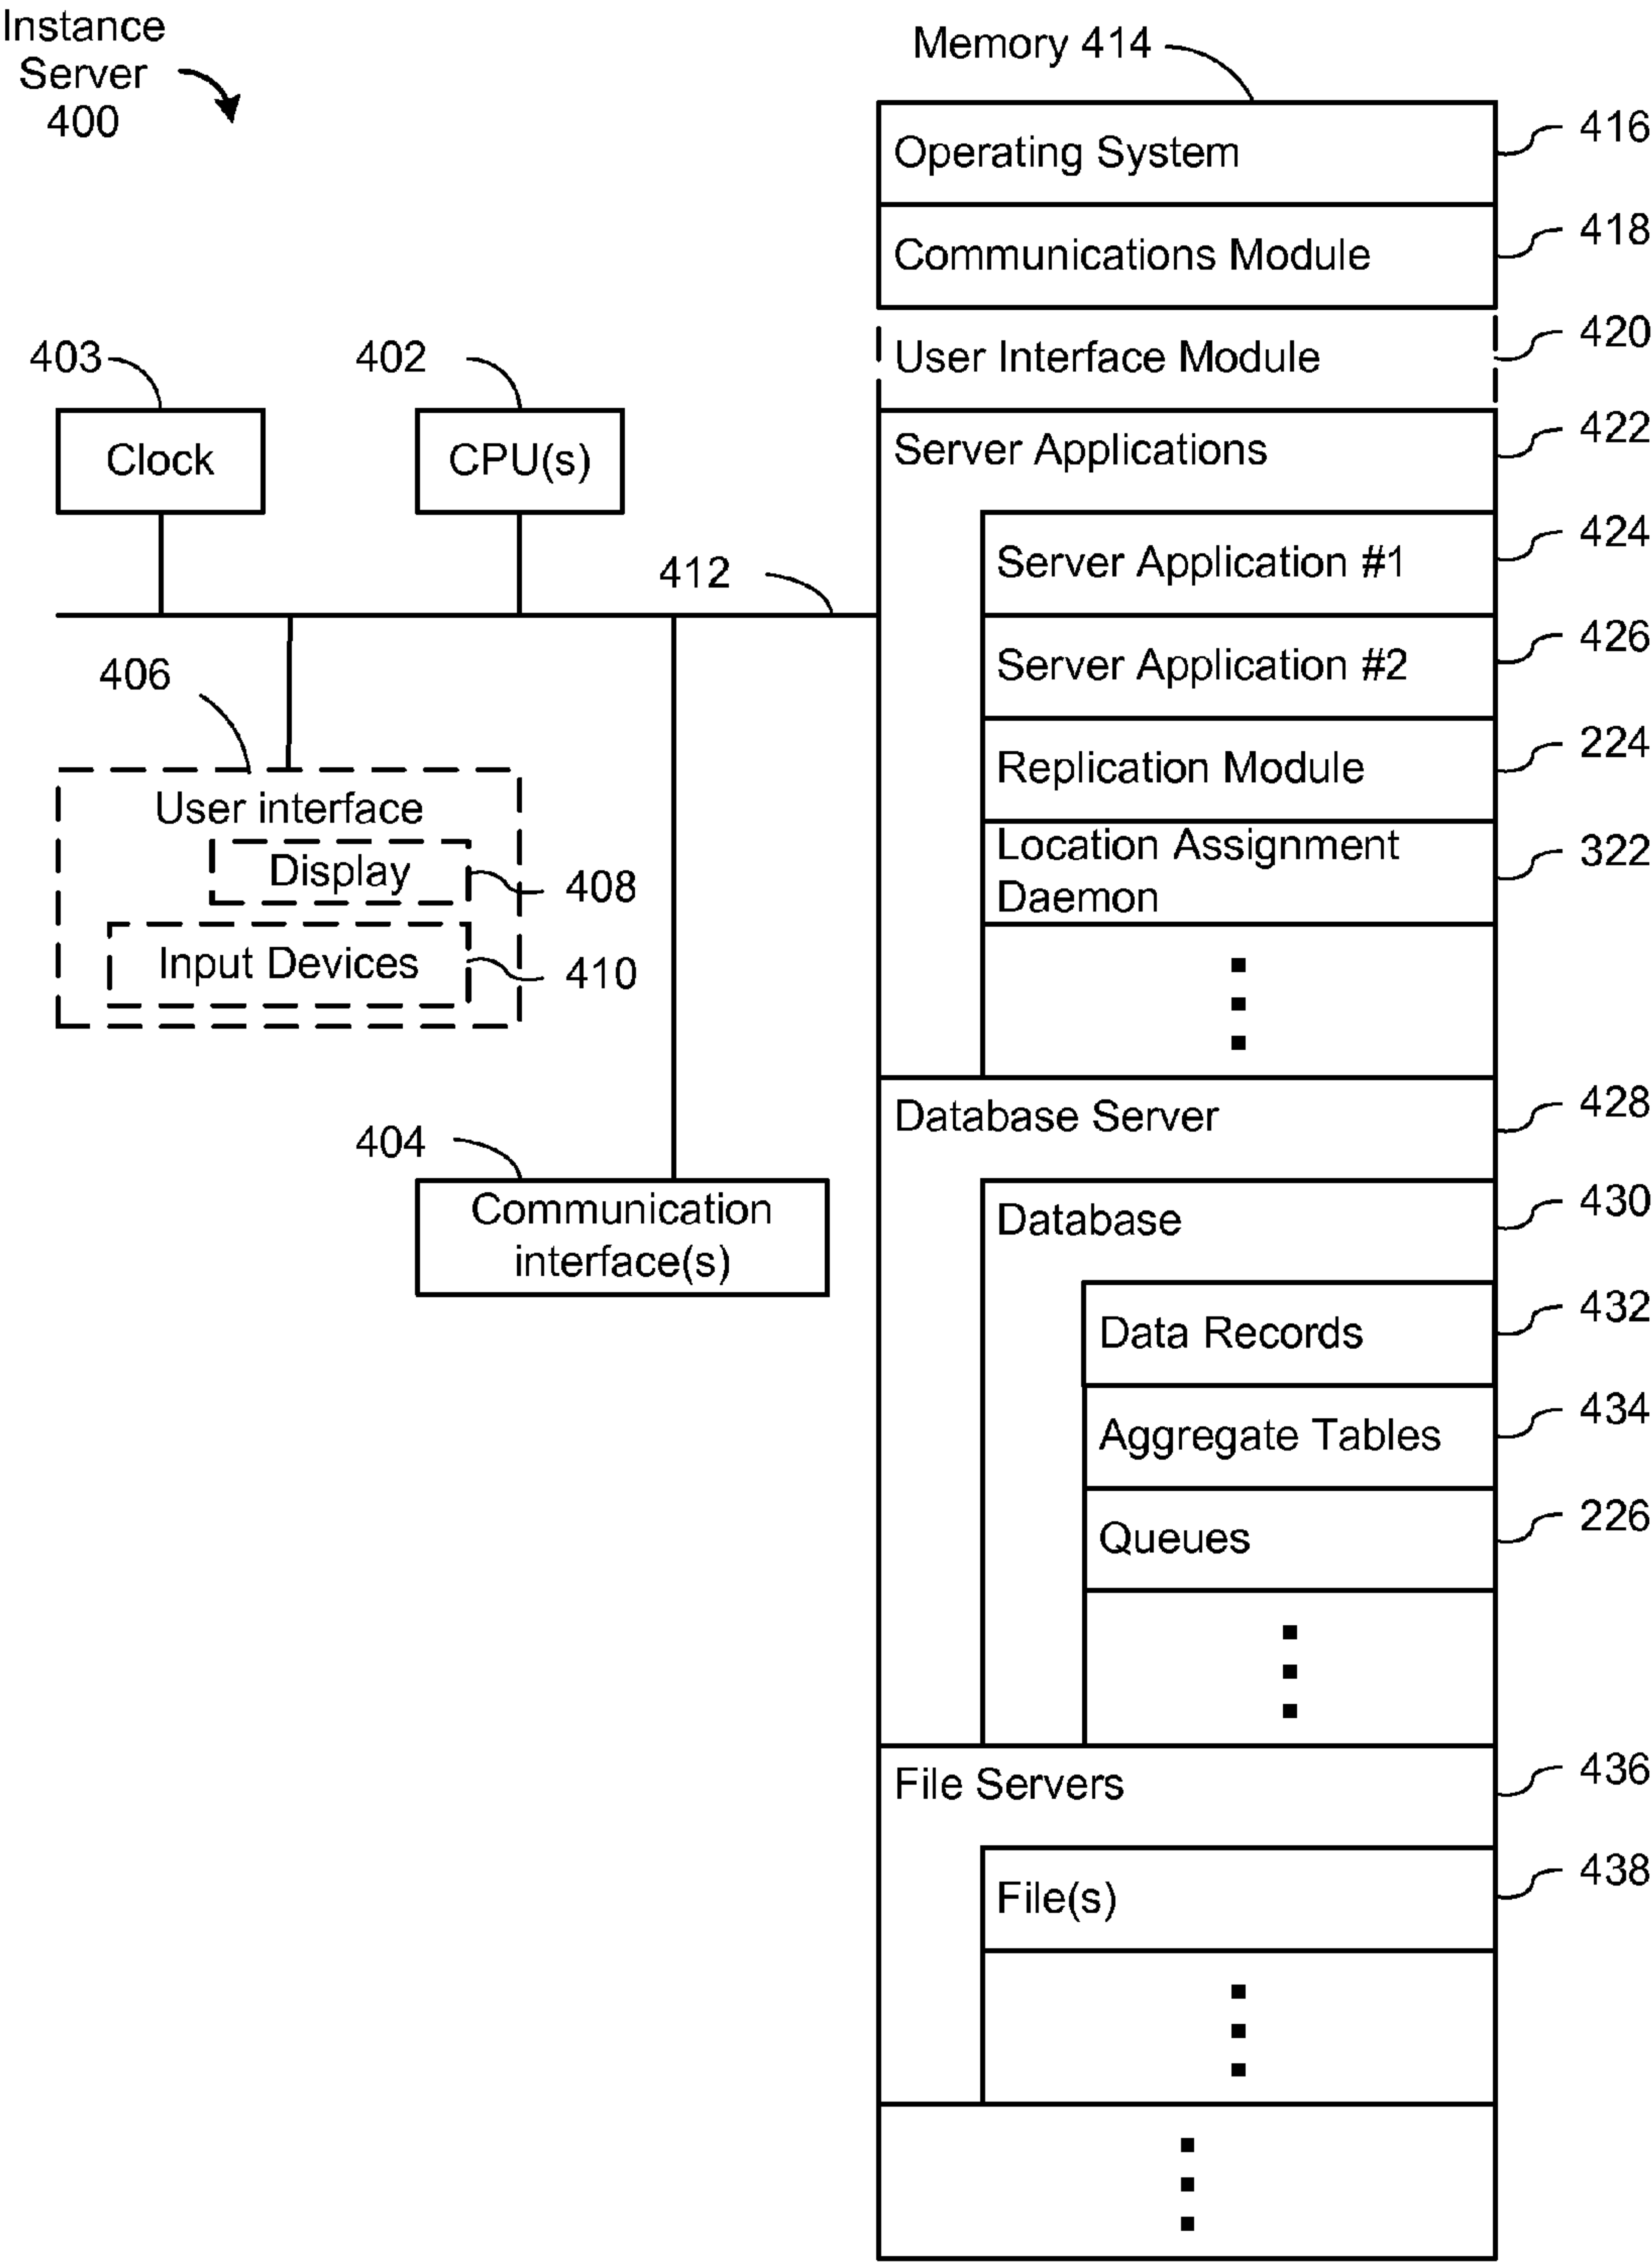 Instance
Server
400
Memory 414
Operating System
416
Communications Module
418
User Interface Module
420
403
402
Clock
CPU(s)
Server Applications
422
Server Application #1
424
412
Server Application #2
426
406
Replication Module
224
User interface
Location Assignment
Daemon
322
Display
408
Input Devices
410
Database Server
428
404
Communication
interface(s)
Database
430
Data Records
432
Aggregate Tables
434
Queues
226
File Servers
436
File(s)
438